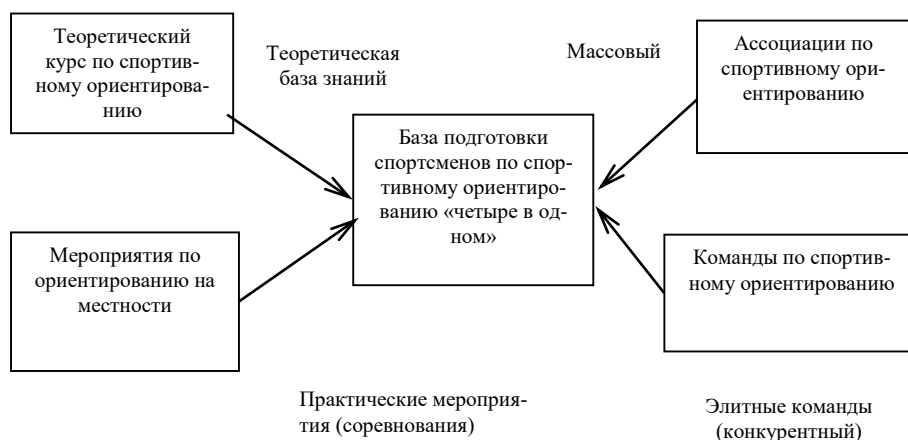 Теоретический
курс по спортив-
ному ориентирова-
нию
Теоретическая
база знаний
Массовый
Ассоциации по
спортивному ори-
ентированию
База подготовки
спортсменов по спор-
тивному ориентиро-
ванию «четыре в од-
ном»
Мероприятия по
ориентированию на
местности
Команды по спортив-
ному ориентированию
Практические мероприя-
тия (соревнования)
Элитные команды
(конкурентный)